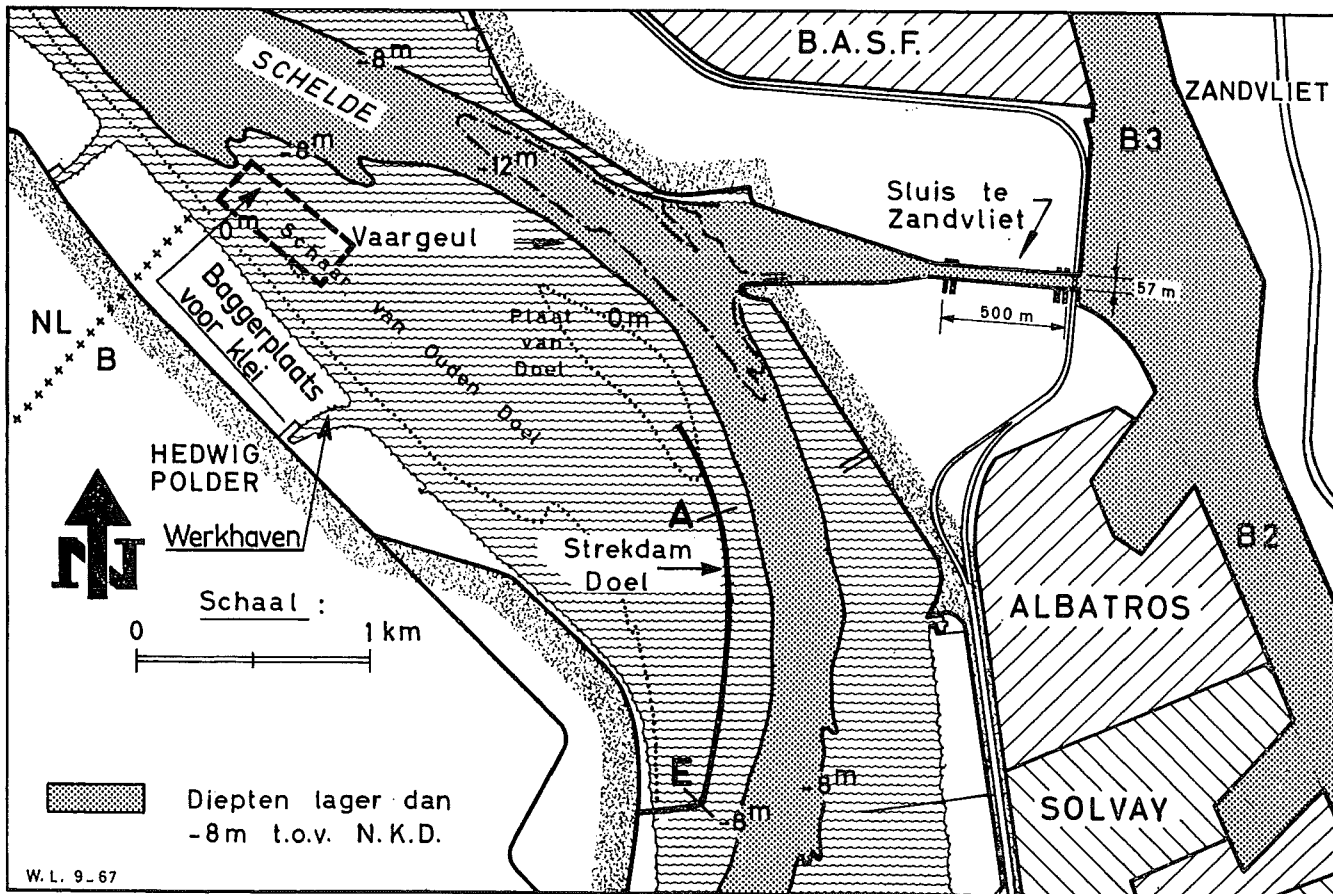 B.A.S.F.
-8m
SCHELDE
ZANDVLIET
B3
-12m
-8m
Sluis te
Zandvliet
0m
Schaar van Ouden Doel
Vaargeul
57 m
500 m
Plaat
van
Doel
0m
Baggerplaats
voor klei
NL
B
HEDWIG
POLDER
N
Werkhaven
A
Strekdam
Doel
B2
ALBATROS
Schaal :
0
1 km
E
-8m
-8m
SOLVAY
Diepten lager dan
-8m t.o.v. N.K.D.
W.L. 9-67